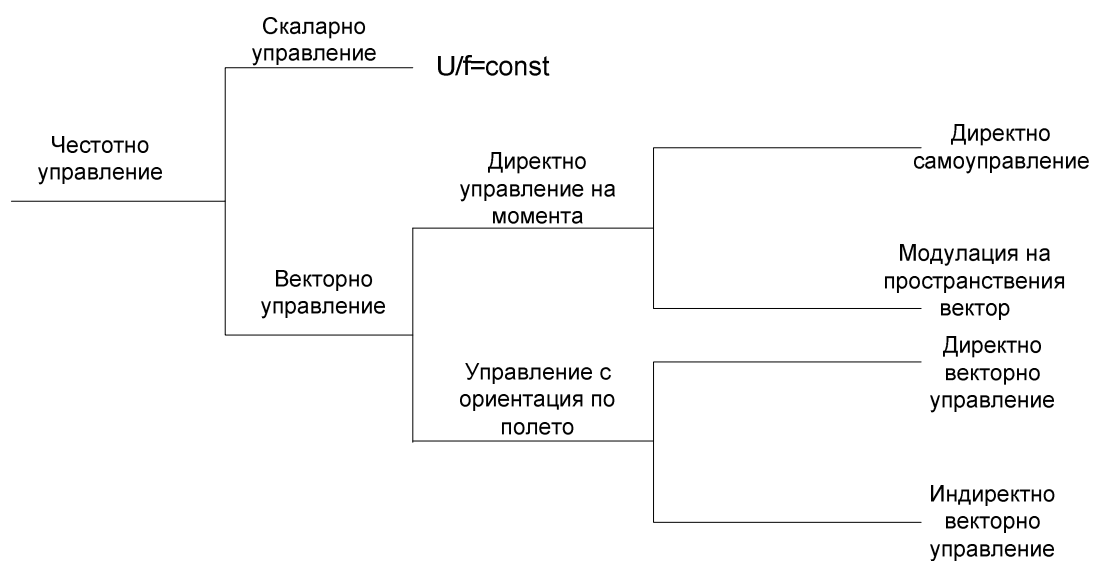 Скаларно
управление
U/f=const
Честотно
управление
Директно
самоуправление
Директно
управление на
момента
Модулация на
пространствения
вектор
Векторно
управление
Директно
векторно
управление
Управление с
ориентация по
полето
Индиректно
векторно
управление